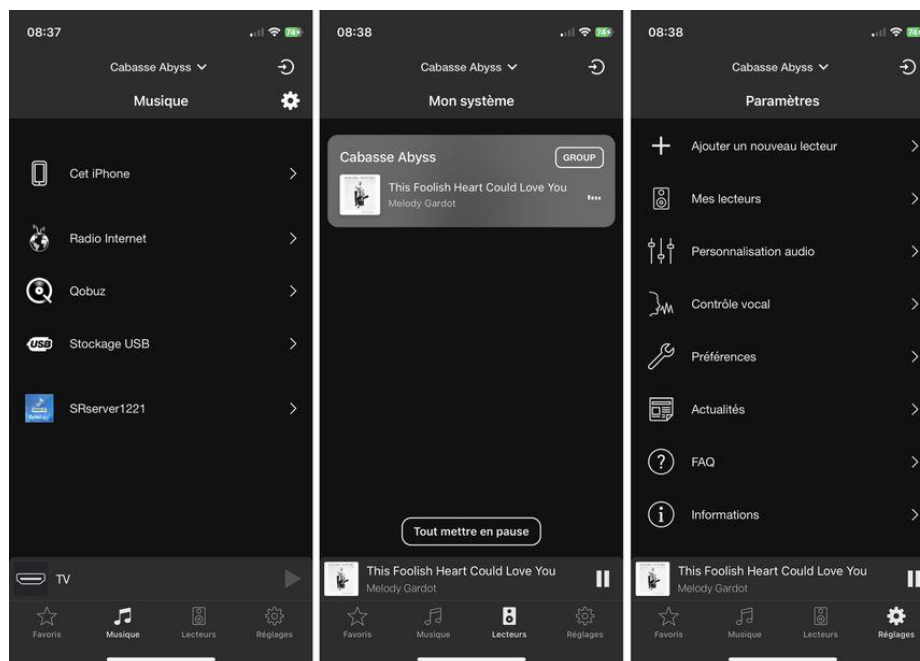 08:37
74
Cabasse Abyss
Musique
Cet iPhone
Radio Internet
Qobuz
USB
Stockage USB
SRserver1221
TV
Favoris
Musique
Lecteurs
Réglages
08:38
74
Cabasse Abyss
Mon système
Cabasse Abyss
GROUP
This Foolish Heart Could Love You
Melody Gardot
Tout mettre en pause
This Foolish Heart Could Love You
Melody Gardot
Favoris
Musique
Lecteurs
Réglages
08:38
74
Cabasse Abyss
Paramètres
Ajouter un nouveau lecteur
Mes lecteurs
Personnalisation audio
Contrôle vocal
Préférences
Actualités
FAQ
Informations
This Foolish Heart Could Love You
Melody Gardot
Favoris
Musique
Lecteurs
Réglages